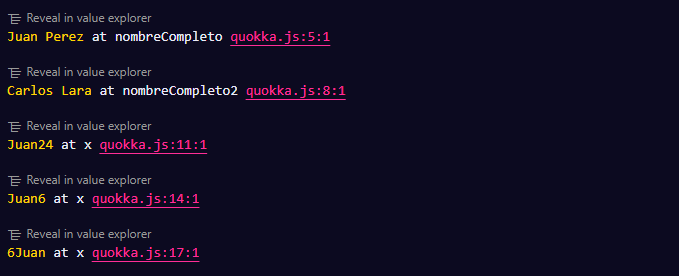 Reveal in value explorer
Juan Perez at nombreCompleto quokka.js:5:1
Reveal in value explorer
Carlos Lara at nombreCompleto2 quokka.js:8:1
Reveal in value explorer
Juan24 at x quokka.js:11:1
Reveal in value explorer
Juan6 at x quokka.js:14:1
Reveal in value explorer
6Juan at x quokka.js:17:1